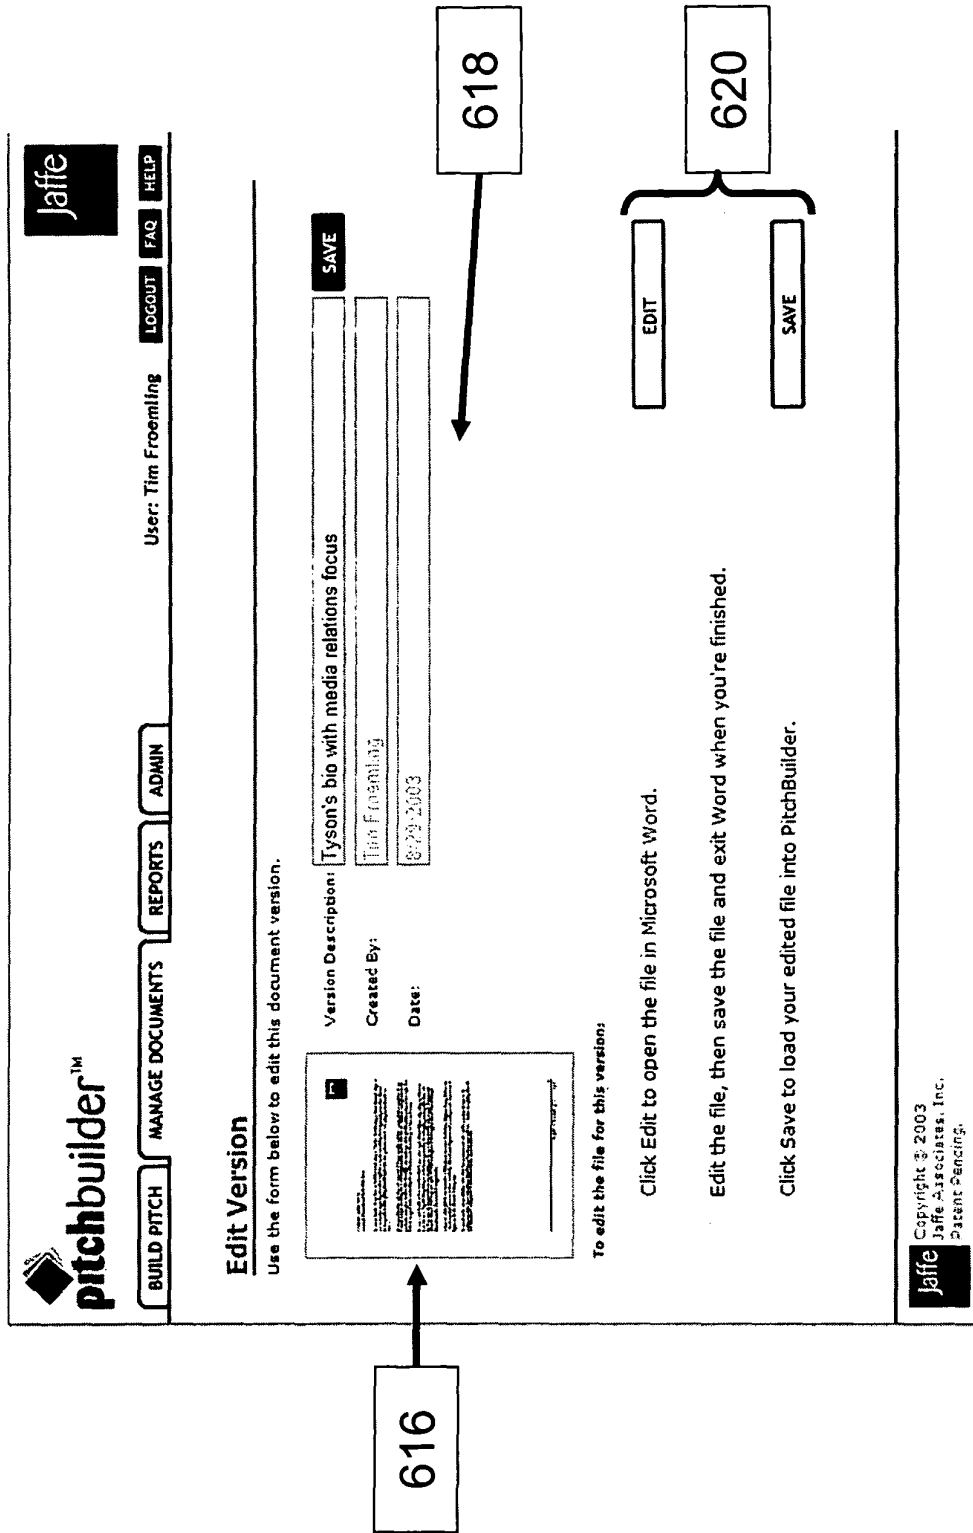 pitchbuilder™
Jaffe
BUILD PITCH MANAGE DOCUMENTS REPORTS ADMIN User: Tim Froemling LOGOUT FAQ HELP
Edit Version
Use the form below to edit this document version.
Version Description: Tyson's bio with media relations focus SAVE
Created By: Tim Froemling
Date: 8/29/2003
616
618
To edit the file for this version:
Click Edit to open the file in Microsoft Word. EDIT
Edit the file, then save the file and exit Word when you're finished.
Click Save to load your edited file into PitchBuilder. SAVE
620
Jaffe
Copyright © 2003
Jaffe Associates, Inc.
Patent Pending.